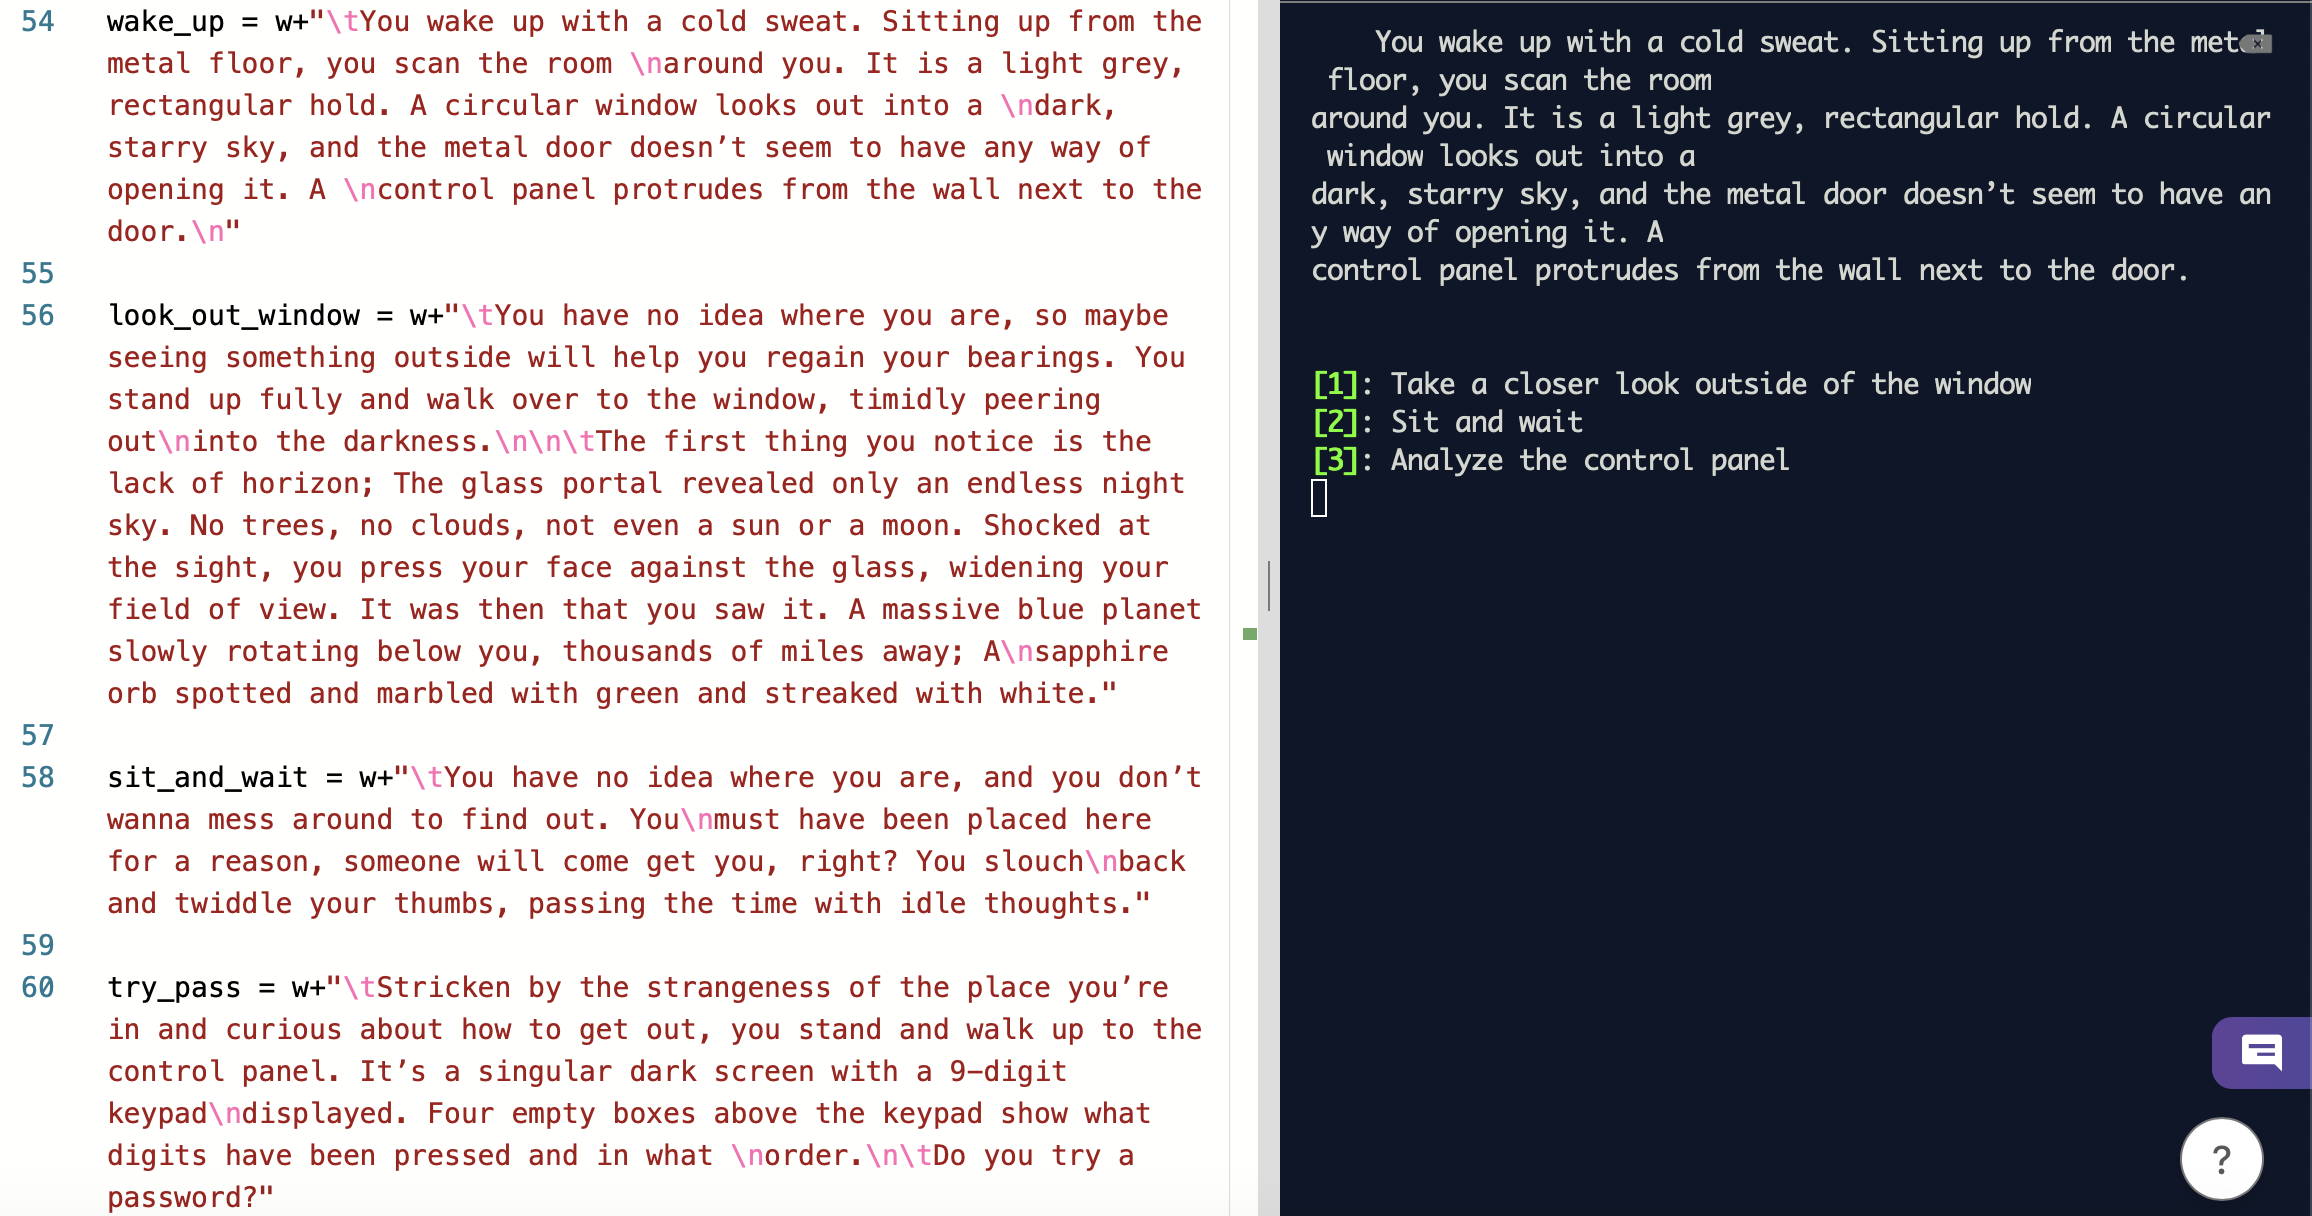 54 wake_up = w+"\tYou wake up with a cold sweat. Sitting up from the
metal floor, you scan the room \naround you. It is a light grey,
rectangular hold. A circular window looks out into a \ndark,
starry sky, and the metal door doesn’t seem to have any way of
opening it. A \ncontrol panel protrudes from the wall next to the
door.\n"
55
56 look_out_window = w+"\tYou have no idea where you are, so maybe
seeing something outside will help you regain your bearings. You
stand up fully and walk over to the window, timidly peering
out\ninto the darkness.\n\n\tThe first thing you notice is the
lack of horizon; The glass portal revealed only an endless night
sky. No trees, no clouds, not even a sun or a moon. Shocked at
the sight, you press your face against the glass, widening your
field of view. It was then that you saw it. A massive blue planet
slowly rotating below you, thousands of miles away; A\nsapphire
orb spotted and marbled with green and streaked with white."
57
58 sit_and_wait = w+"\tYou have no idea where you are, and you don’t
wanna mess around to find out. You\nmust have been placed here
for a reason, someone will come get you, right? You slouch\nback
and twiddle your thumbs, passing the time with idle thoughts."
59
60 try_pass = w+"\tStricken by the strangeness of the place you’re
in and curious about how to get out, you stand and walk up to the
control panel. It’s a singular dark screen with a 9-digit
keypad\ndisplayed. Four empty boxes above the keypad show what
digits have been pressed and in what \norder.\n\tDo you try a
password?"
You wake up with a cold sweat. Sitting up from the metal
floor, you scan the room
around you. It is a light grey, rectangular hold. A circular
window looks out into a
dark, starry sky, and the metal door doesn’t seem to have an
y way of opening it. A
control panel protrudes from the wall next to the door.
[1]: Take a closer look outside of the window
[2]: Sit and wait
[3]: Analyze the control panel
?